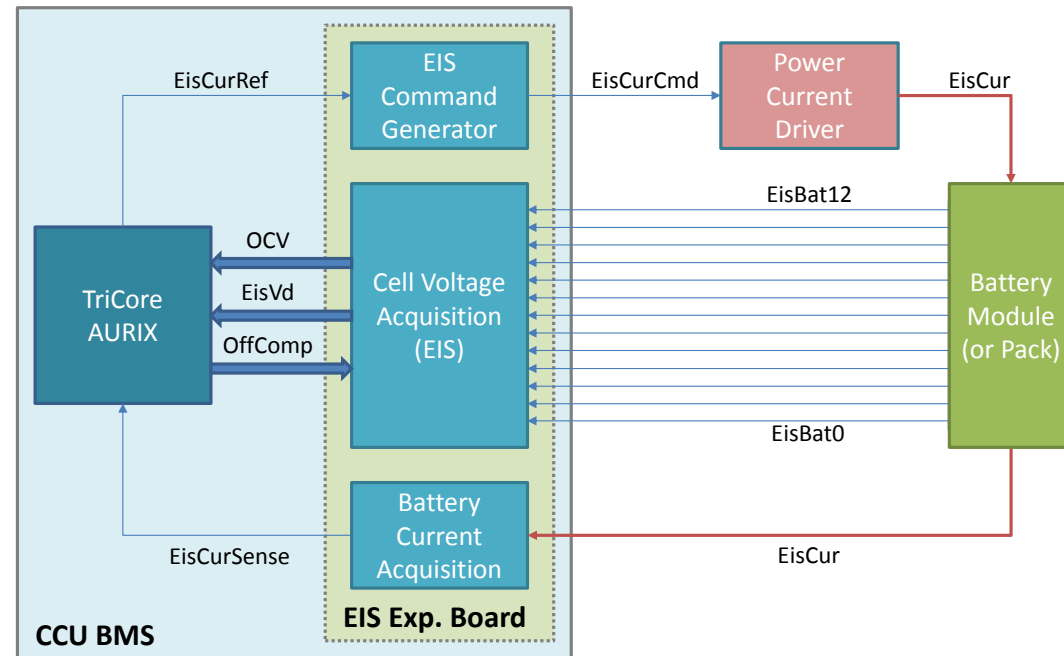 EIS
Command
Generator
Power
Current
Driver
EisCurRef
EisCurCmd
EisCur
EisBat12
OCV
EisVd
OffComp
TriCore
AURIX
Cell Voltage
Acquisition
(EIS)
Battery
Module
(or Pack)
EisBat0
Battery
Current
Acquisition
EisCurSense
EisCur
EIS Exp. Board
CCU BMS